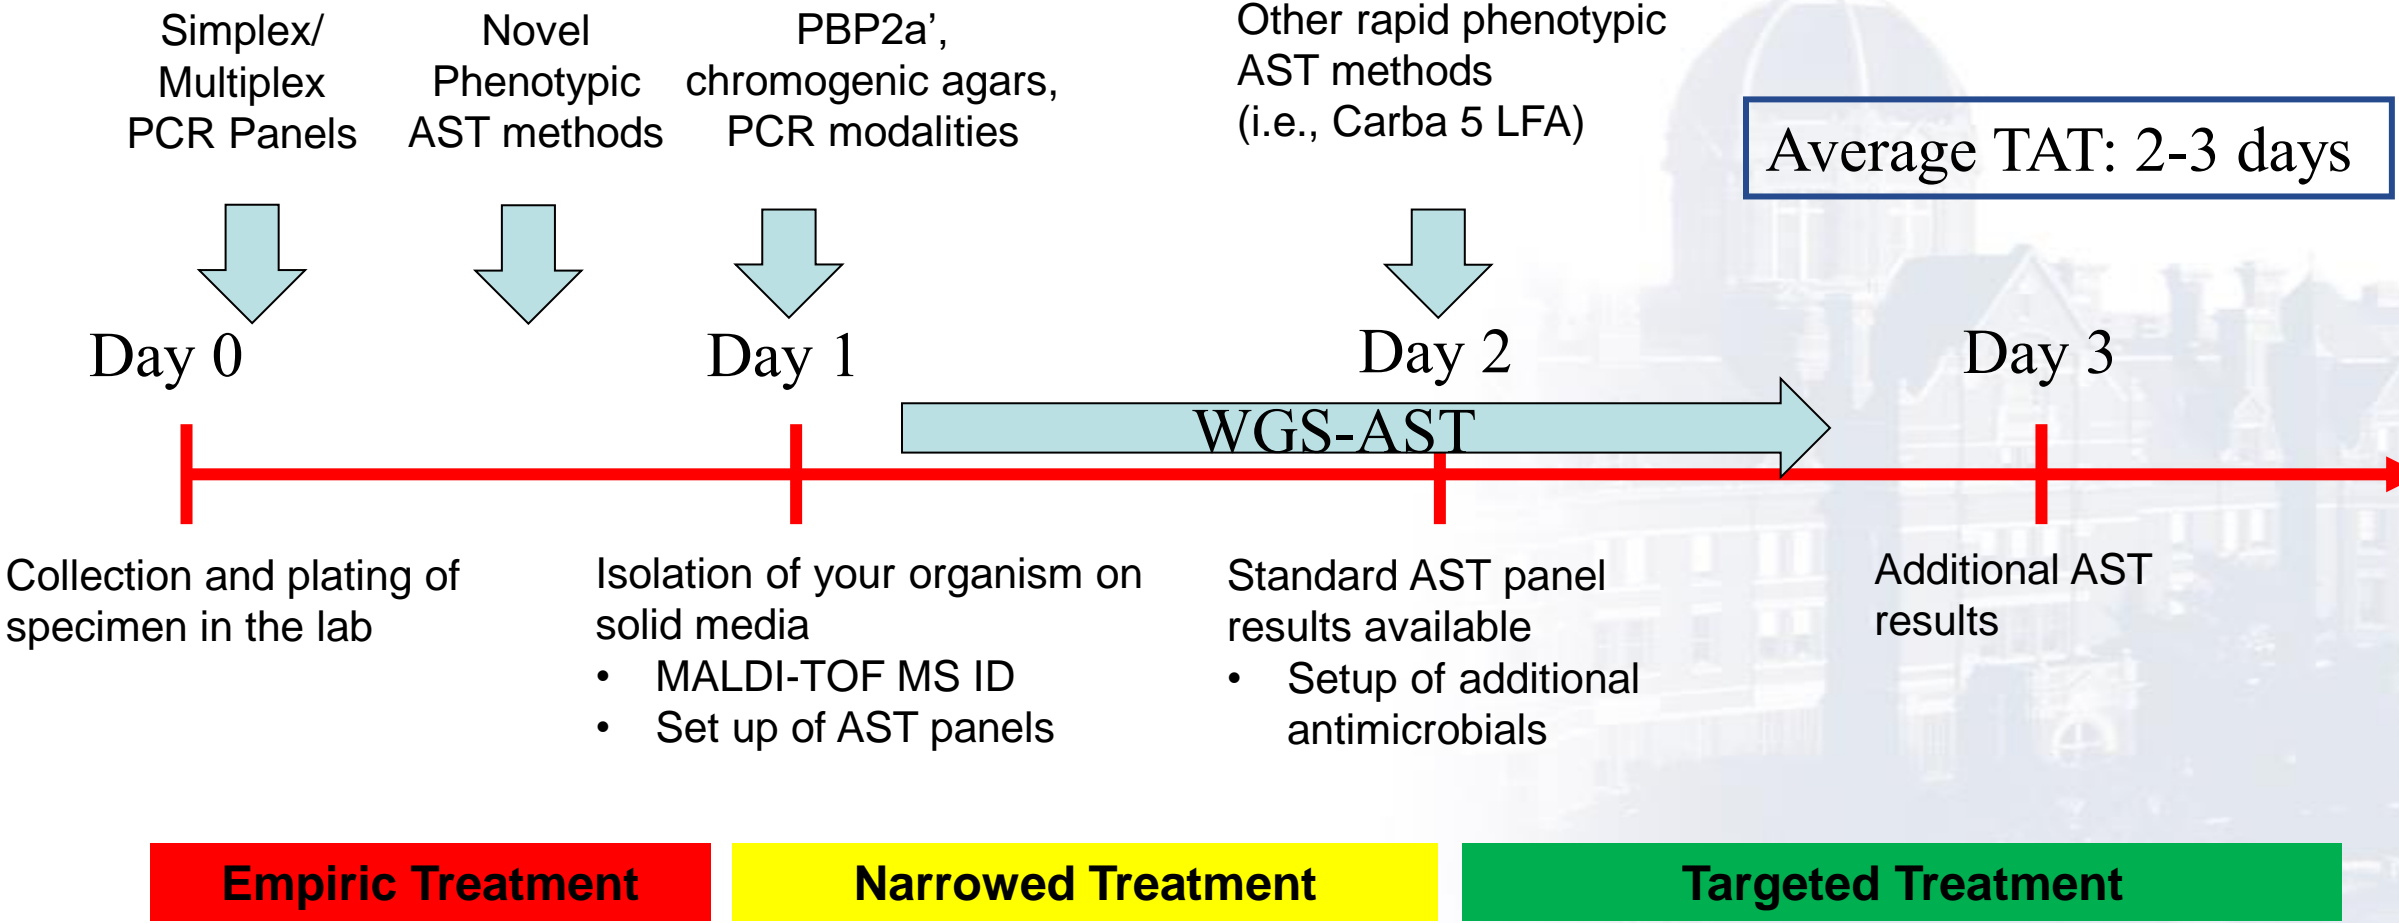 Simplex/
Multiplex
PCR Panels
Novel
Phenotypic
AST methods
PBP2a’,
chromogenic agars,
PCR modalities
Other rapid phenotypic
AST methods
(i.e., Carba 5 LFA)
Average TAT: 2-3 days
Day 0
Day 1
Day 2
Day 3
WGS-AST
Collection and plating of
specimen in the lab
Isolation of your organism on
solid media
• MALDI-TOF MS ID
• Set up of AST panels
Standard AST panel
results available
• Setup of additional
antimicrobials
Additional AST
results
Empiric Treatment
Narrowed Treatment
Targeted Treatment